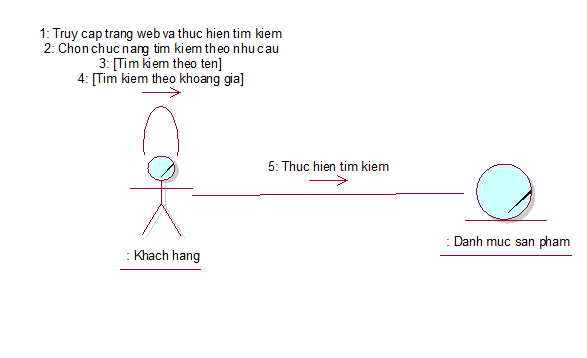 1: Truy cap trang web va thuc hien tim kiem
2: Chon chuc nang tim kiem theo nhu cau
3: [Tim kiem theo ten]
4: [Tim kiem theo khoang gia]
5: Thuc hien tim kiem
: Khach hang
: Danh muc san pham